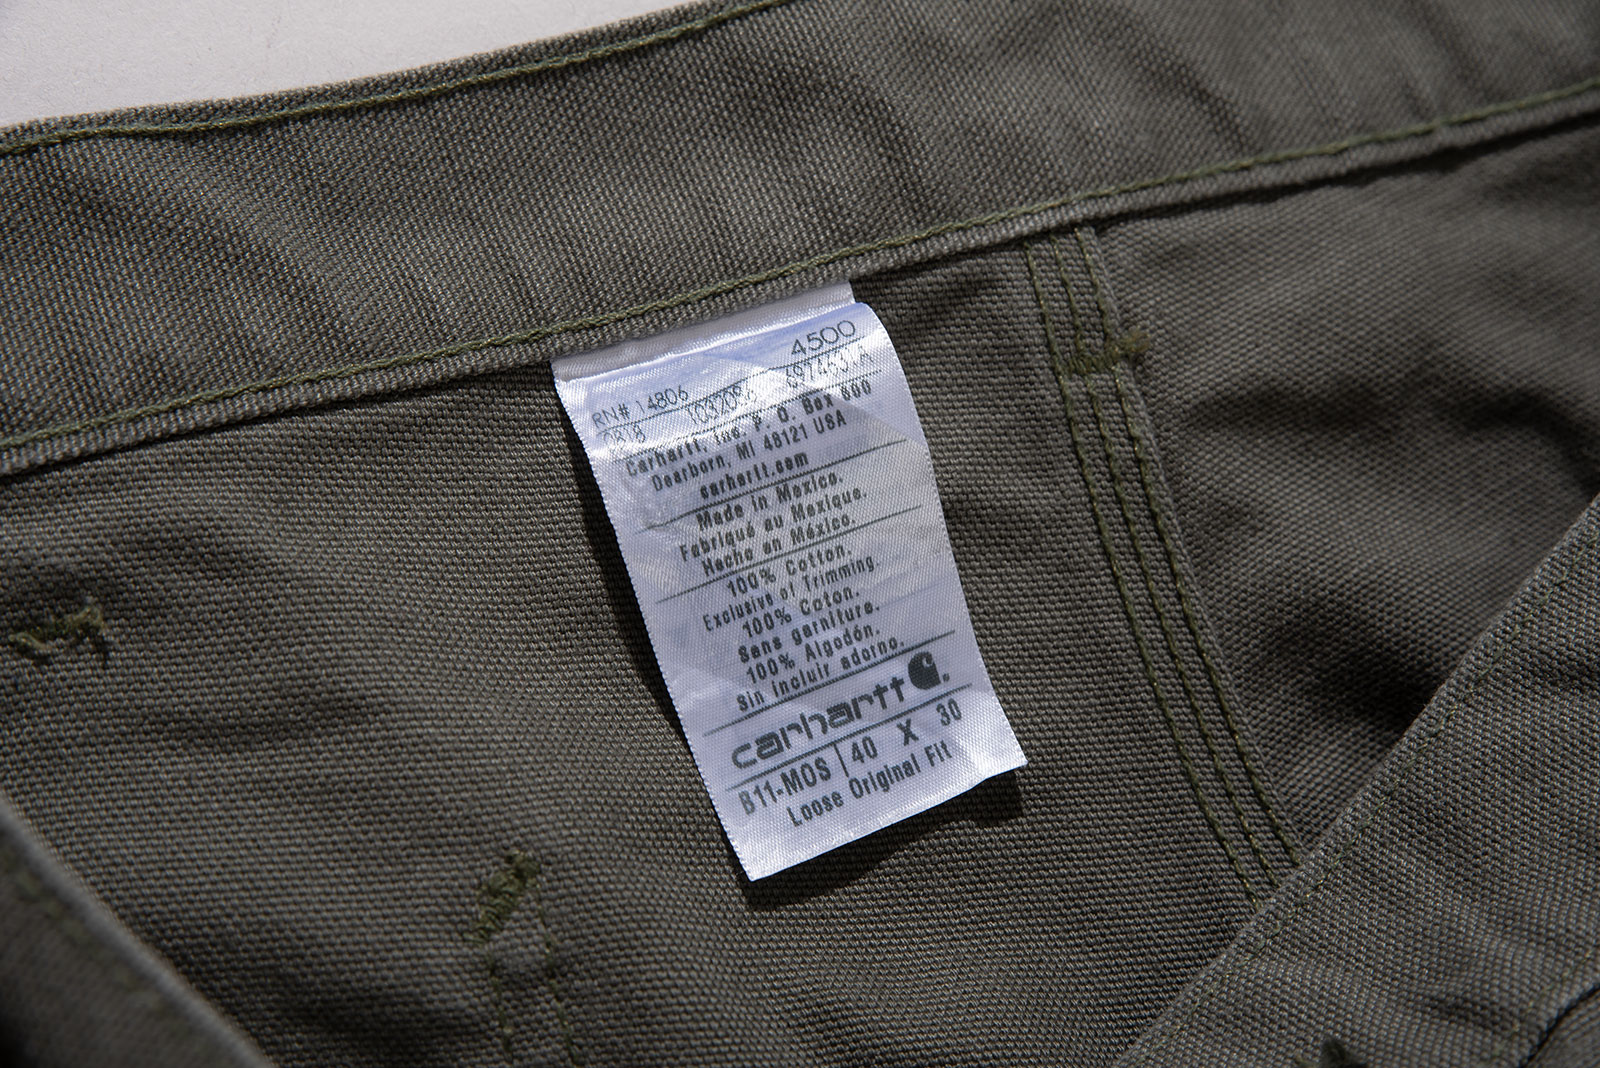 4500
RN# 14806
Carhartt, Inc. P. O. Box 600
Dearborn, MI 48121 USA
carhartt.com
Made in Mexico.
Fabriqué au Mexique.
Hecho en México.
100% Cotton.
Exclusive of Trimming.
100% Coton.
Sans garniture.
100% Algodón.
Sin incluir adorno.
carhartt
B11-MOS 40 X 30
Loose Original Fit